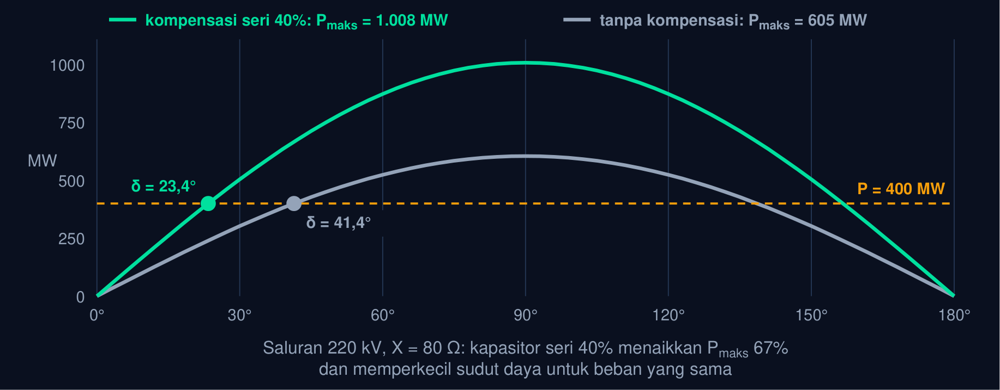 kompensasi seri 40%: Pmaks = 1.008 MW
tanpa kompensasi: Pmaks = 605 MW
1000
750
MW
500
250
0
δ = 23,4°
P = 400 MW
δ = 41,4°
0°
30°
60°
90°
120°
150°
180°
Saluran 220 kV, X = 80 Ω: kapasitor seri 40% menaikkan Pmaks 67%
dan memperkecil sudut daya untuk beban yang sama